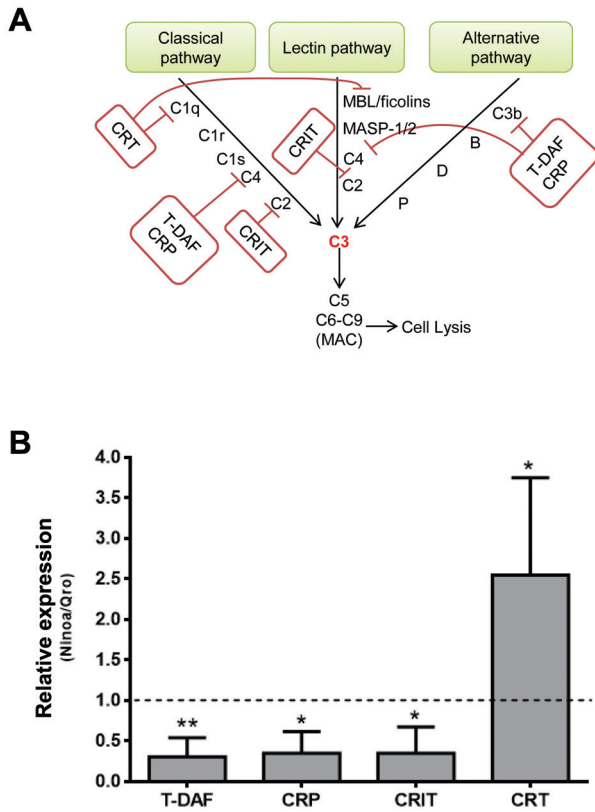 A
Classical
pathway
Lectin pathway
Alternative
pathway
CRT
C1q
C1r
C1s
C4
C2
T-DAF
CRP
CRIT
CRIT
MBL/ficolins
MASP-1/2
C4
C2
C3b
B
D
P
T-DAF
CRP
C3
C5
C6-C9
(MAC)
Cell Lysis
B
Relative expression
(Ninoa/Qro)
4.0
3.5
3.0
2.5
2.0
1.5
1.0
0.5
0.0
**
*
*
*
T-DAF
CRP
CRIT
CRT